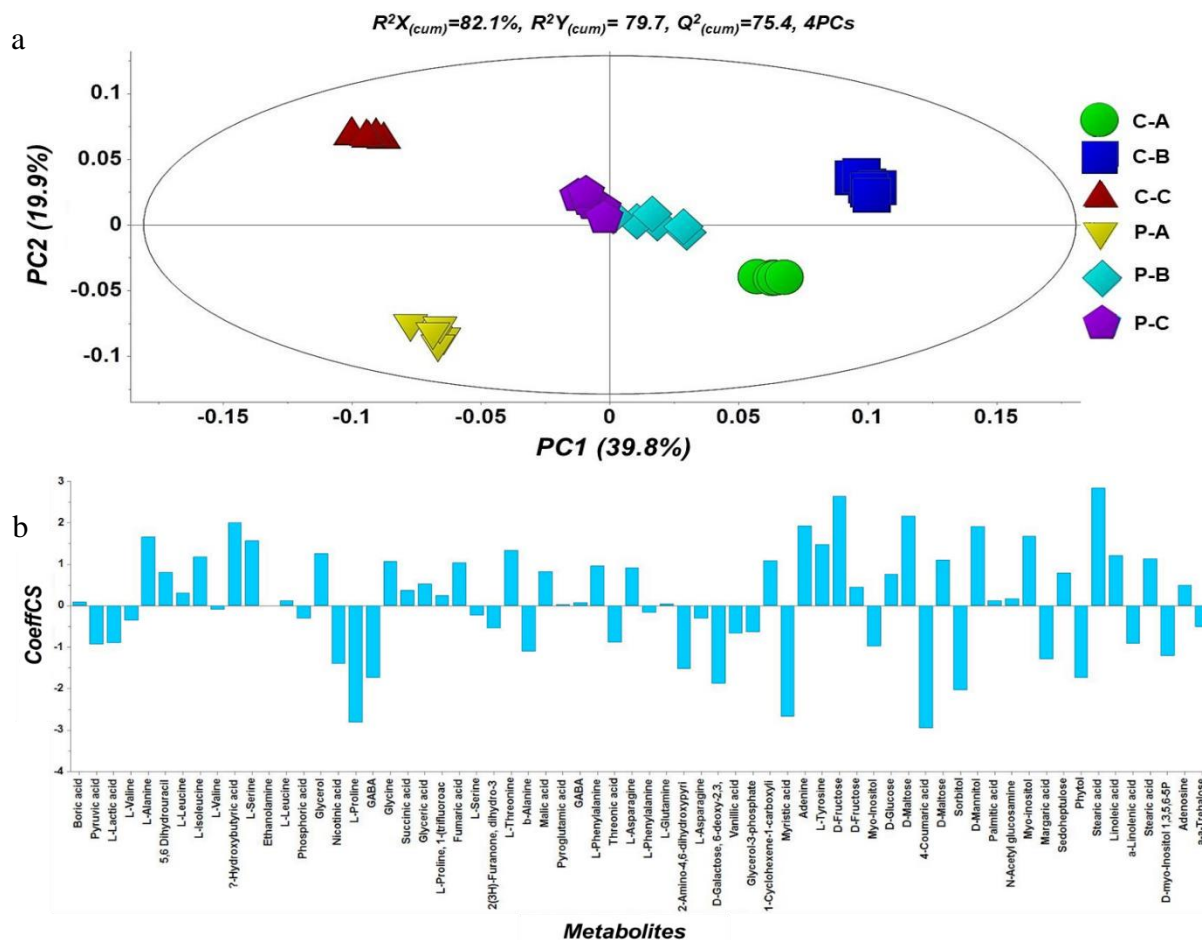 R²X(cum)=82.1%, R²Y(cum)= 79.7, Q²(cum)=75.4, 4PCs
a
PC2 (19.9%)
0.1
0.05
0
-0.05
-0.1
-0.1
-0.05
0
0.05
0.1
0.15
PC1 (39.8%)
C-A
C-B
C-C
P-A
P-B
P-C
b
CoeffCS
3
2
1
0
-1
-2
-3
-4
Boric acid
Pyruvic acid
L-Lactic acid
L-Valine
L-Alanine
5,6 Dihydrouracil
L-Leucine
L-isoleucine
L-Valine
?-Hydroxybutyric acid
L-Serine
Ethanolamine
L-Leucine
Phosphoric acid
Glycerol
Nicotinic acid
L-Proline
GABA
Glycine
Succinic acid
Glyceric acid
L-Proline, 1-(trifluoroac
Fumaric acid
L-Serine
2(3H)-Furanone, dihydro-3
L-Threonine
b-Alanine
Malic acid
Pyroglutamic acid
GABA
L-Phenylalanine
Threonic acid
L-Asparagine
L-Phenylalanine
L-Glutamine
2-Amino-4,6-dihydroxypyri
L-Asparagine
D-Galactose, 6-deoxy-2,3,
Vanillic acid
Glycerol-3-phosphate
1-Cyclohexene-1-carboxyli
Myristic acid
Adenine
L-Tyrosine
D-Fructose
D-Fructose
Myo-inositol
D-Glucose
D-Maltose
4-Coumaric acid
D-Maltose
Sorbitol
D-Mannitol
Palmitic acid
N-Acetyl glucosamine
Myo-inositol
Margaric acid
Sedoheptulose
Phytol
Stearic acid
Linoleic acid
a-Linolenic acid
Stearic acid
D-myo-Inositol 1,3,5,6-5P
Adenosine
a-a-Trehalose
Metabolites